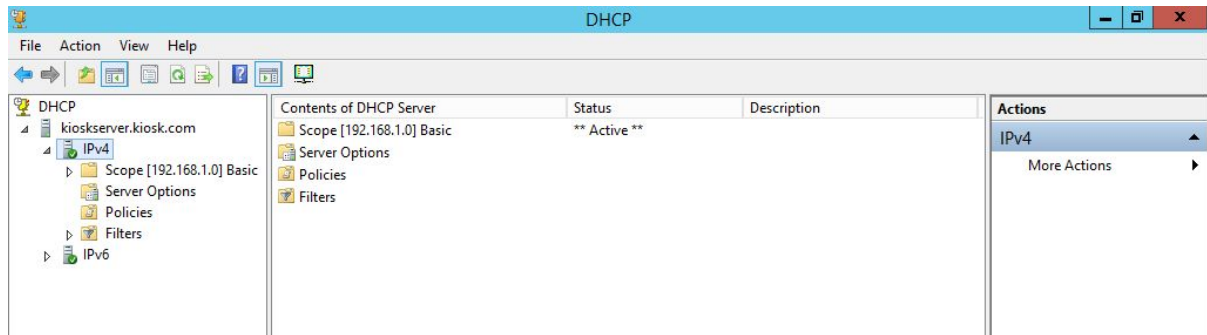 DHCP
File Action View Help
DHCP
kioskserver.kiosk.com
IPv4
Scope [192.168.1.0] Basic
Server Options
Policies
Filters
IPv6
Contents of DHCP Server Status Description
Scope [192.168.1.0] Basic ** Active **
Server Options
Policies
Filters
Actions
IPv4
More Actions